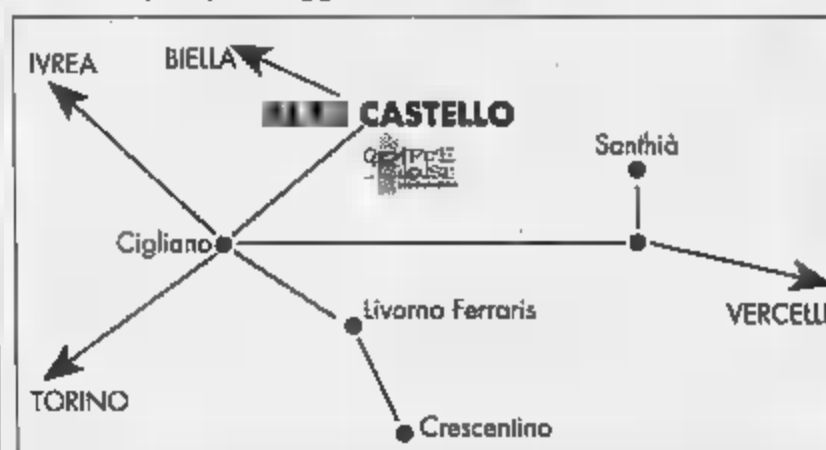 IVREA
BIELLA
CASTELLO
Santhià
Cigliano
Livorno Ferraris
VERCELLI
TORINO
Crescentino